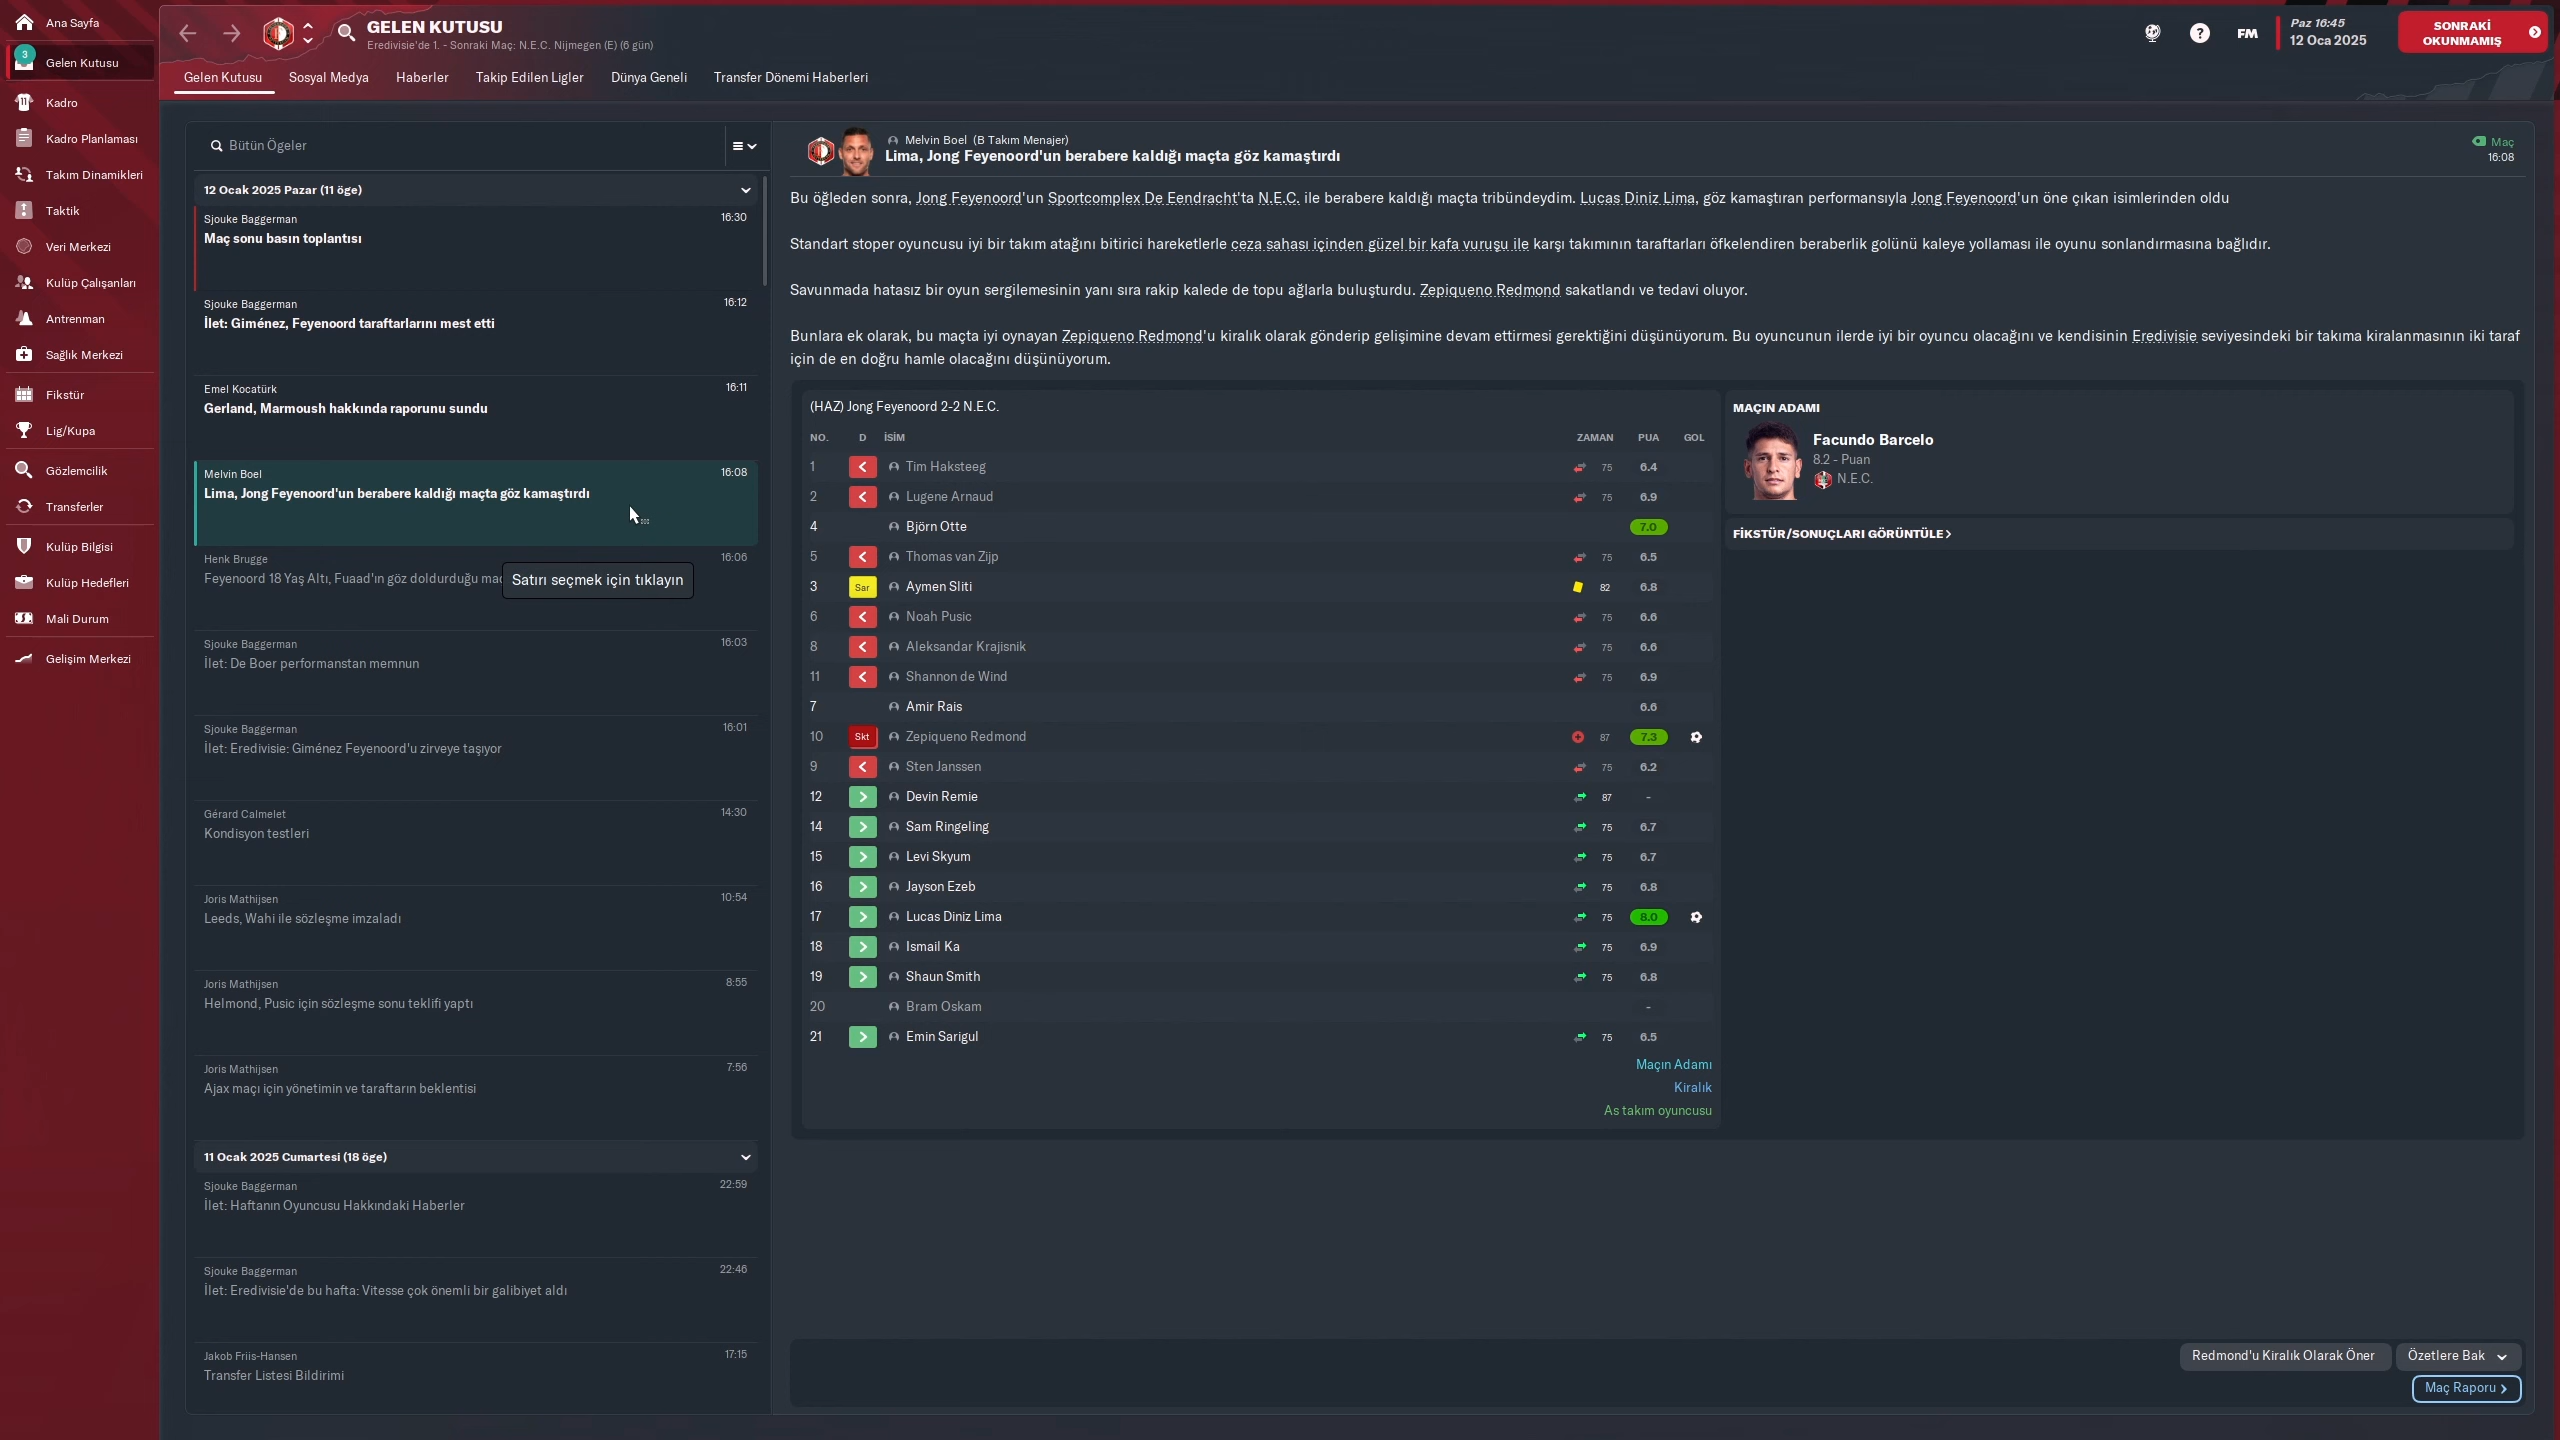 Ana Sayfa
3
Gelen Kutusu
Kadro
Kadro Planlaması
Takım Dinamikleri
Taktik
Veri Merkezi
Kulüp Çalışanları
Antrenman
Sağlık Merkezi
Fikstür
Lig/Kupa
Gözlemcilik
Transferler
Kulüp Bilgisi
Kulüp Hedefleri
Mali Durum
Gelişim Merkezi
GELEN KUTUSU
Eredivisie'de 1. - Sonraki Maç: N.E.C. Nijmegen (E) (6 gün)
FM
Paz 16:45
12 Oca 2025
SONRAKİ
OKUNMAMIŞ
Gelen Kutusu Sosyal Medya Haberler Takip Edilen Ligler Dünya Geneli Transfer Dönemi Haberleri
Bütün Ögeler
12 Ocak 2025 Pazar (11 öge)
Sjouke Baggerman 16:30
Maç sonu basın toplantısı
Sjouke Baggerman 16:12
İlet: Giménez, Feyenoord taraftarlarını mest etti
Emel Kocatürk 16:11
Gerland, Marmoush hakkında raporunu sundu
Melvin Boel 16:08
Lima, Jong Feyenoord'un berabere kaldığı maçta göz kamaştırdı
Henk Brugge 16:06
Feyenoord 18 Yaş Altı, Fuaad'ın göz doldurduğu maç
Satırı seçmek için tıklayın
Sjouke Baggerman 16:03
İlet: De Boer performanstan memnun
Sjouke Baggerman 16:01
İlet: Eredivisie: Giménez Feyenoord'u zirveye taşıyor
Gérard Calmelet 14:30
Kondisyon testleri
Joris Mathijsen 10:54
Leeds, Wahi ile sözleşme imzaladı
Joris Mathijsen 8:55
Helmond, Pusic için sözleşme sonu teklifi yaptı
Joris Mathijsen 7:56
Ajax maçı için yönetimin ve taraftarın beklentisi
11 Ocak 2025 Cumartesi (18 öge)
Sjouke Baggerman 22:59
İlet: Haftanın Oyuncusu Hakkındaki Haberler
Sjouke Baggerman 22:46
İlet: Eredivisie'de bu hafta: Vitesse çok önemli bir galibiyet aldı
Jakob Friis-Hansen 17:15
Transfer Listesi Bildirimi
Melvin Boel (B Takım Menajer)
Lima, Jong Feyenoord'un berabere kaldığı maçta göz kamaştırdı
Maç
16:08
Bu öğleden sonra, Jong Feyenoord'un Sportcomplex De Eendracht'ta N.E.C. ile berabere kaldığı maçta tribündeydim. Lucas Diniz Lima, göz kamaştıran performansıyla Jong Feyenoord'un öne çıkan isimlerinden oldu
Standart stoper oyuncusu iyi bir takım atağını bitirici hareketlerle ceza sahası içinden güzel bir kafa vuruşu ile karşı takımının taraftarları öfkelendiren beraberlik golünü kaleye yollaması ile oyunu sonlandırmasına bağlıdır.
Savunmada hatasız bir oyun sergilemesinin yanı sıra rakip kalede de topu ağlarla buluşturdu. Zepiqueno Redmond sakatlandı ve tedavi oluyor.
Bunlara ek olarak, bu maçta iyi oynayan Zepiqueno Redmond'u kiralık olarak gönderip gelişimine devam ettirmesi gerektiğini düşünüyorum. Bu oyuncunun ilerde iyi bir oyuncu olacağını ve kendisinin Eredivisie seviyesindeki bir takıma kiralanmasının iki taraf
için de en doğru hamle olacağını düşünüyorum.
(HAZ) Jong Feyenoord 2-2 N.E.C.
NO. D İSİM ZAMAN PUA GOL
1 Tim Haksteeg 75 6.4
2 Lugene Arnaud 75 6.9
4 Björn Otte 7.0
5 Thomas van Zijp 75 6.5
3 Sar Aymen Sliti 82 6.8
6 Noah Pusic 75 6.6
8 Aleksandar Krajisnik 75 6.6
11 Shannon de Wind 75 6.9
7 Amir Rais 6.6
10 Skt Zepiqueno Redmond 87 7.3
9 Sten Janssen 75 6.2
12 Devin Remie 87 -
14 Sam Ringeling 75 6.7
15 Levi Skyum 75 6.7
16 Jayson Ezeb 75 6.8
17 Lucas Diniz Lima 75 8.0
18 Ismail Ka 75 6.9
19 Shaun Smith 75 6.8
20 Bram Oskam -
21 Emin Sarigul 75 6.5
Maçın Adamı
Kiralık
As takım oyuncusu
MAÇIN ADAMI
Facundo Barcelo
8.2 - Puan
N.E.C.
FİKSTÜR/SONUÇLARI GÖRÜNTÜLE
Redmond'u Kiralık Olarak Öner
Özetlere Bak
Maç Raporu